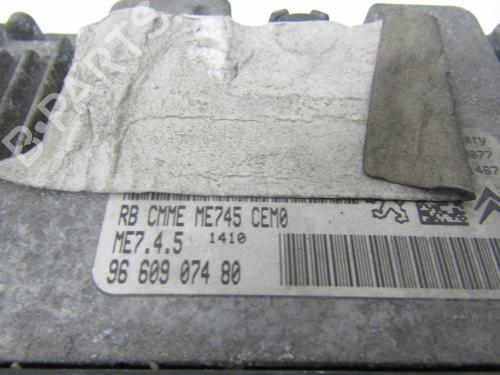 B-PARTS
RB CMME ME745 CEM0
ME7.4.5 1410
96 609 074 80